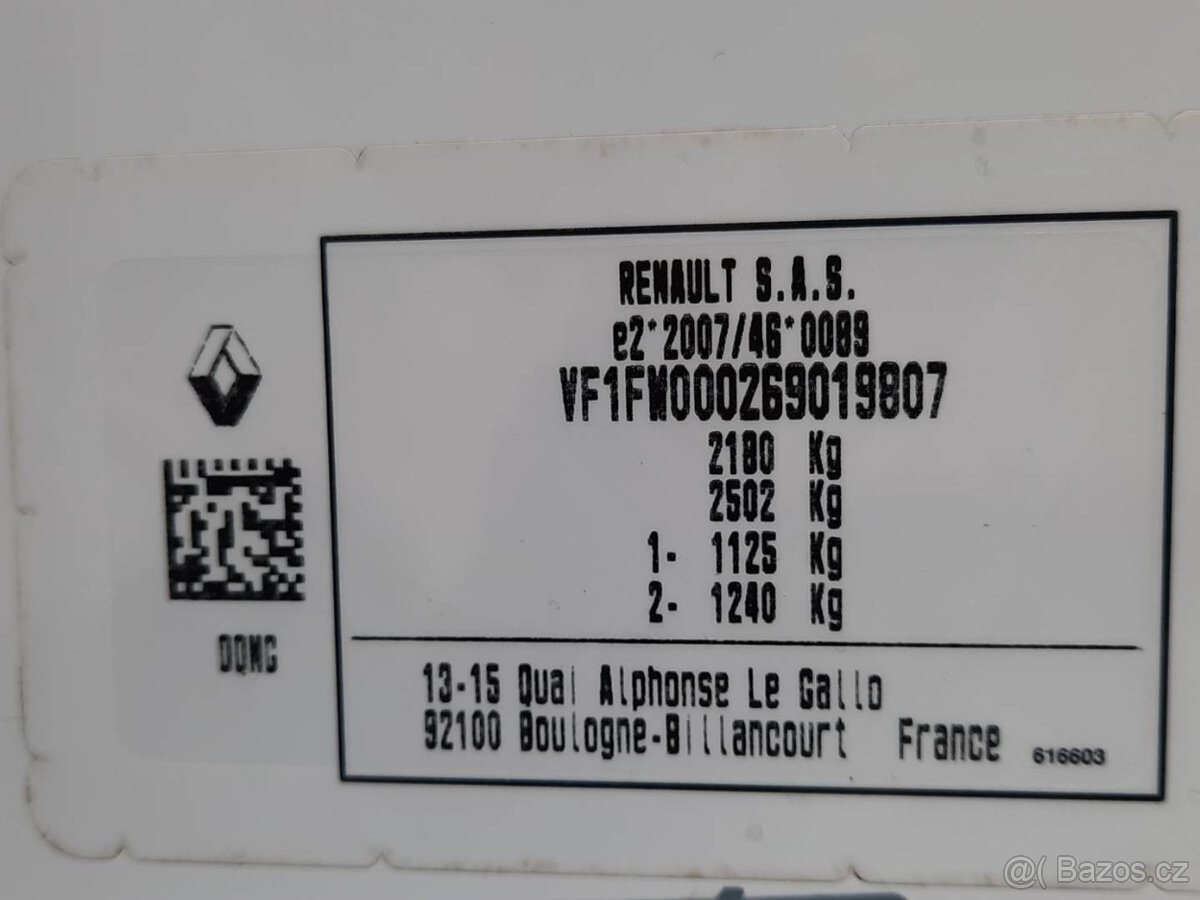 RENAULT S.A.S.
e2*2007/46*0089
VF1FW000269019807
2180 Kg
2502 Kg
1- 1125 Kg
2- 1240 Kg
DQMG
13-15 Quai Alphonse Le Gallo
92100 Boulogne-Billancourt France 616603
@( Bazos.cz